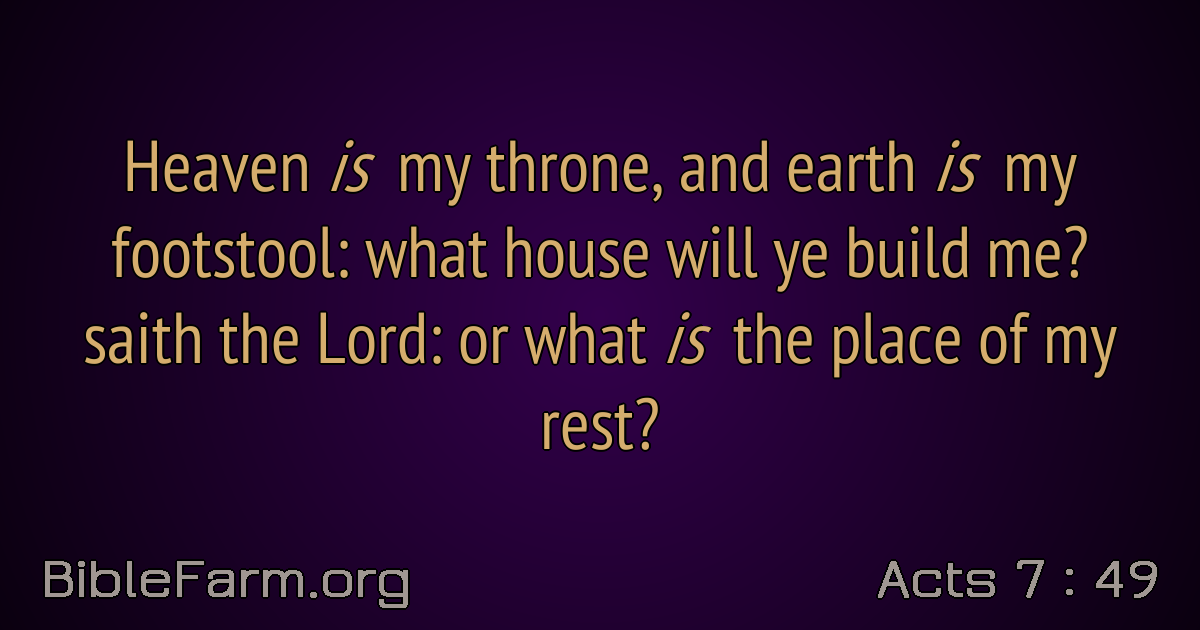 Heaven is my throne, and earth is my
footstool: what house will ye build me?
saith the Lord: or what is the place of my
rest?
BibleFarm.org
Acts 7 : 49